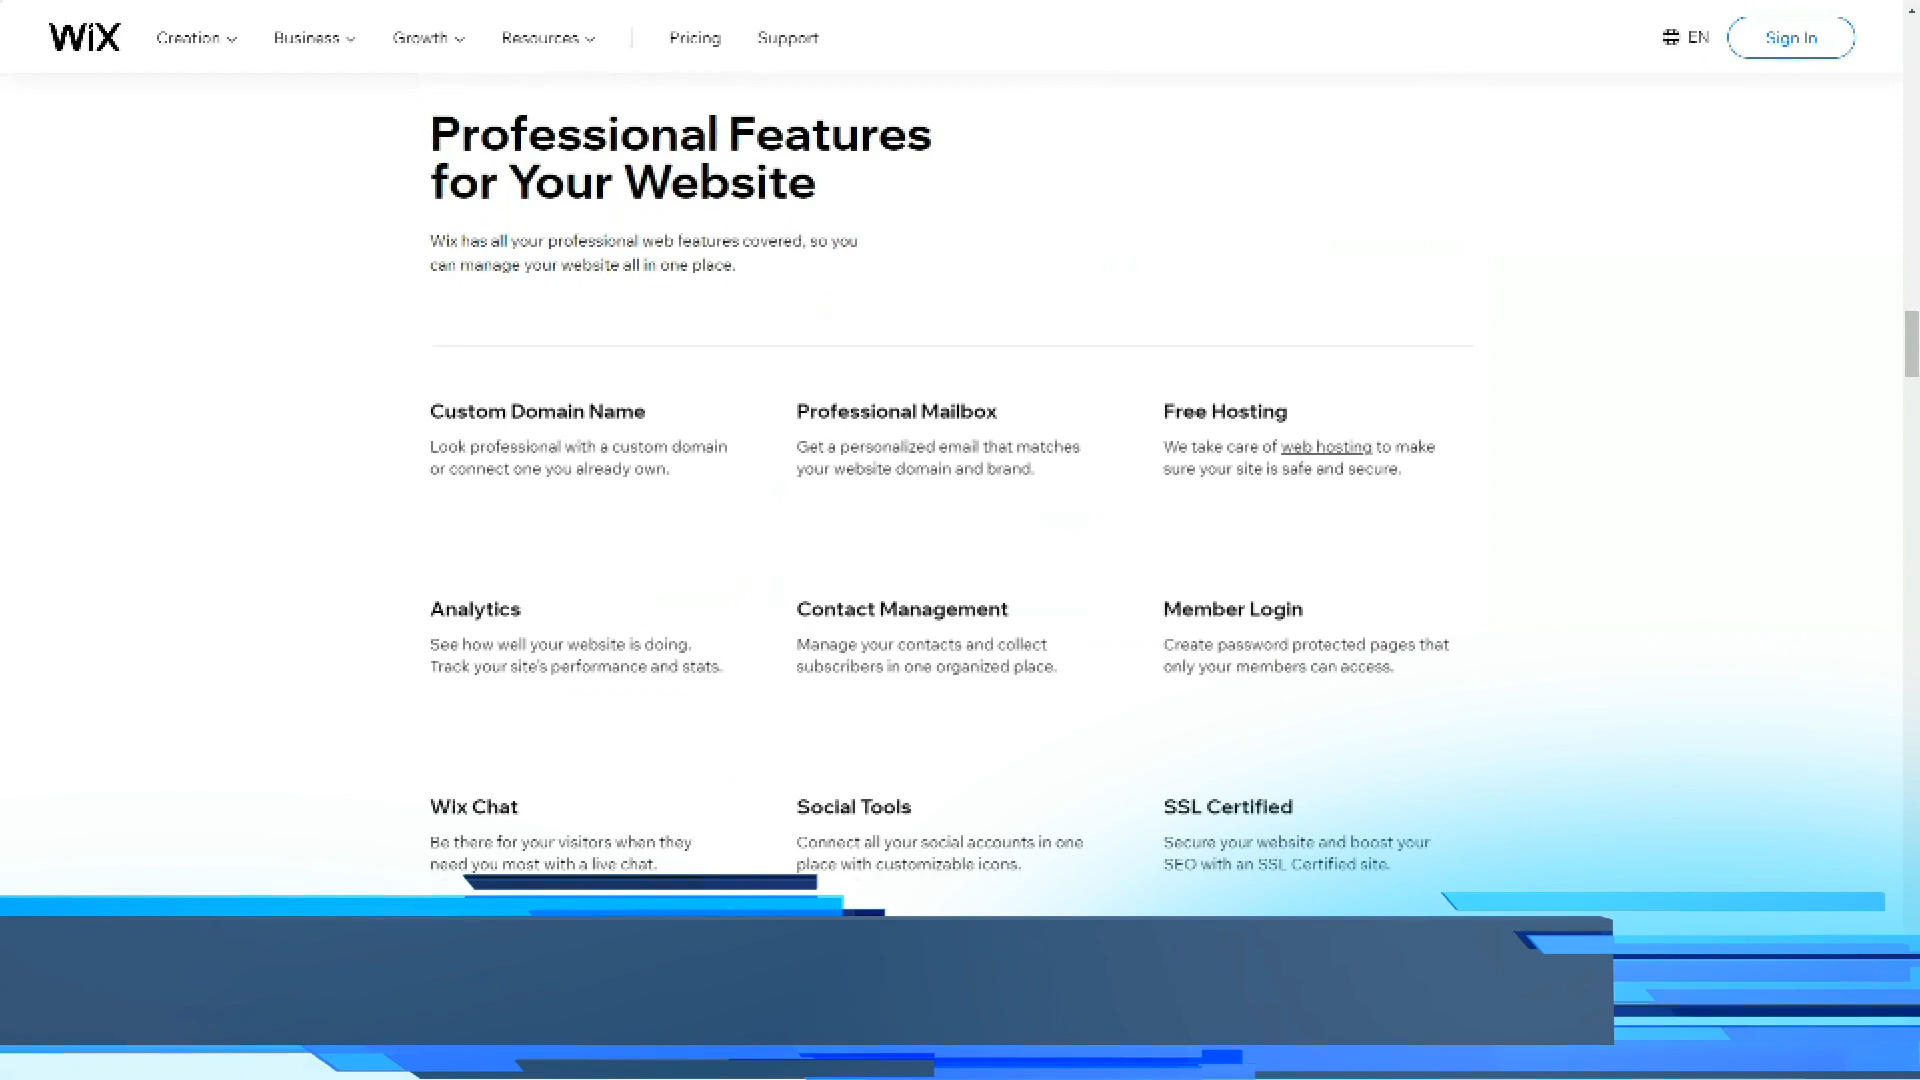 WiX
Creation
Business
Growth
Resources
Pricing
Support
EN
Sign In
Professional Features
for Your Website
Wix has all your professional web features covered, so you
can manage your website all in one place.
Custom Domain Name
Look professional with a custom domain
or connect one you already own.
Professional Mailbox
Get a personalized email that matches
your website domain and brand.
Free Hosting
We take care of web hosting to make
sure your site is safe and secure.
Analytics
See how well your website is doing.
Track your site's performance and stats.
Contact Management
Manage your contacts and collect
subscribers in one organized place.
Member Login
Create password protected pages that
only your members can access.
Wix Chat
Be there for your visitors when they
need you most with a live chat.
Social Tools
Connect all your social accounts in one
place with customizable icons.
SSL Certified
Secure your website and boost your
SEO with an SSL Certified site.